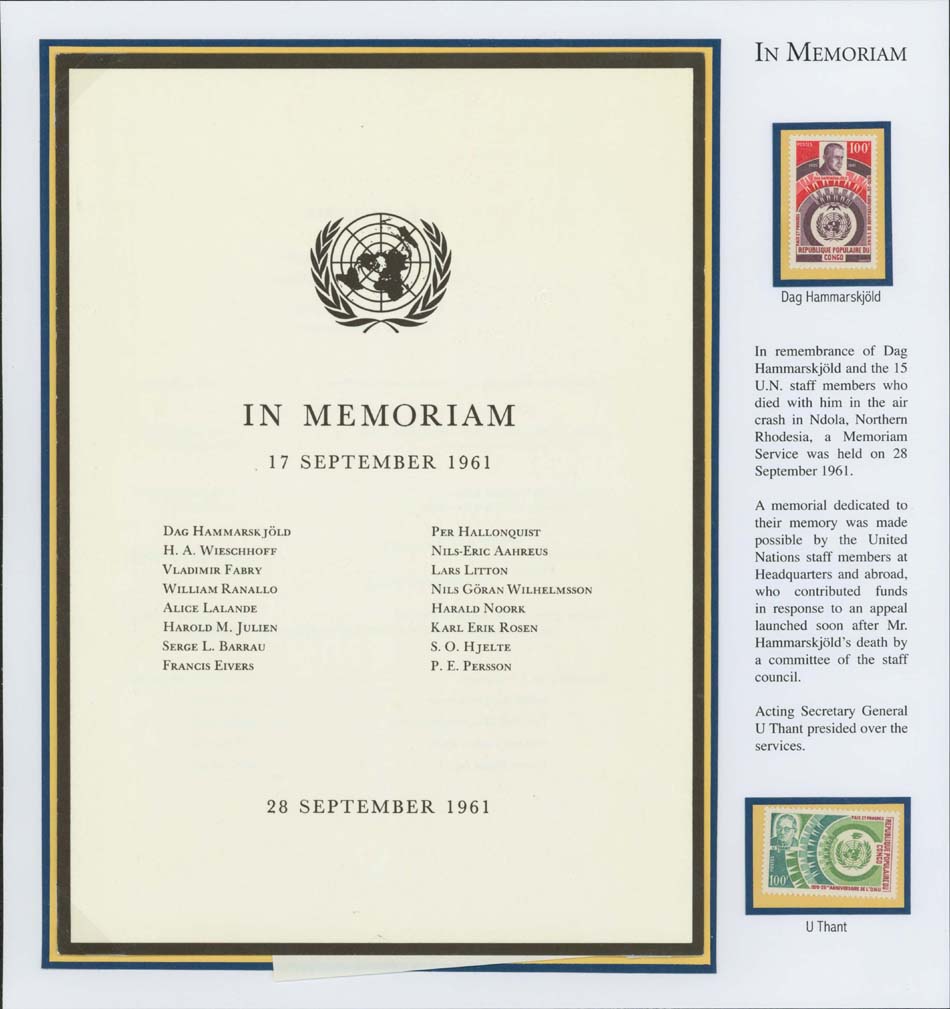 IN MEMORIAM
17 SEPTEMBER 1961
DAG HAMMARSKJÖLD
H. A. WIESCHHOFF
VLADIMIR FABRY
WILLIAM RANALLO
ALICE LALANDE
HAROLD M. JULIEN
SERGE L. BARRAU
FRANCIS EIVERS
PER HALLONQUIST
NILS-ERIC AAHREUS
LARS LITTON
NILS GÖRAN WILHELMSSON
HARALD NOORK
KARL ERIK ROSEN
S. O. HJELTE
P. E. PERSSON
28 SEPTEMBER 1961
IN MEMORIAM
POSTES
100F
PAIX ET PROGRES
REPUBLIQUE POPULAIRE DU
CONGO
Dag Hammarskjöld
In remembrance of Dag
Hammarskjöld and the 15
U.N. staff members who
died with him in the air
crash in Ndola, Northern
Rhodesia, a Memoriam
Service was held on 28
September 1961.
A memorial dedicated to
their memory was made
possible by the United
Nations staff members at
Headquarters and abroad,
who contributed funds
in response to an appeal
launched soon after Mr.
Hammarskjöld's death by
a committee of the staff
council.
Acting Secretary General
U Thant presided over the
services.
PAIX ET PROGRES
REPUBLIQUE POPULAIRE DU
CONGO
U THANT
POSTES
100F
1970-25e ANNIVERSAIRE DE L'O.N.U
U Thant